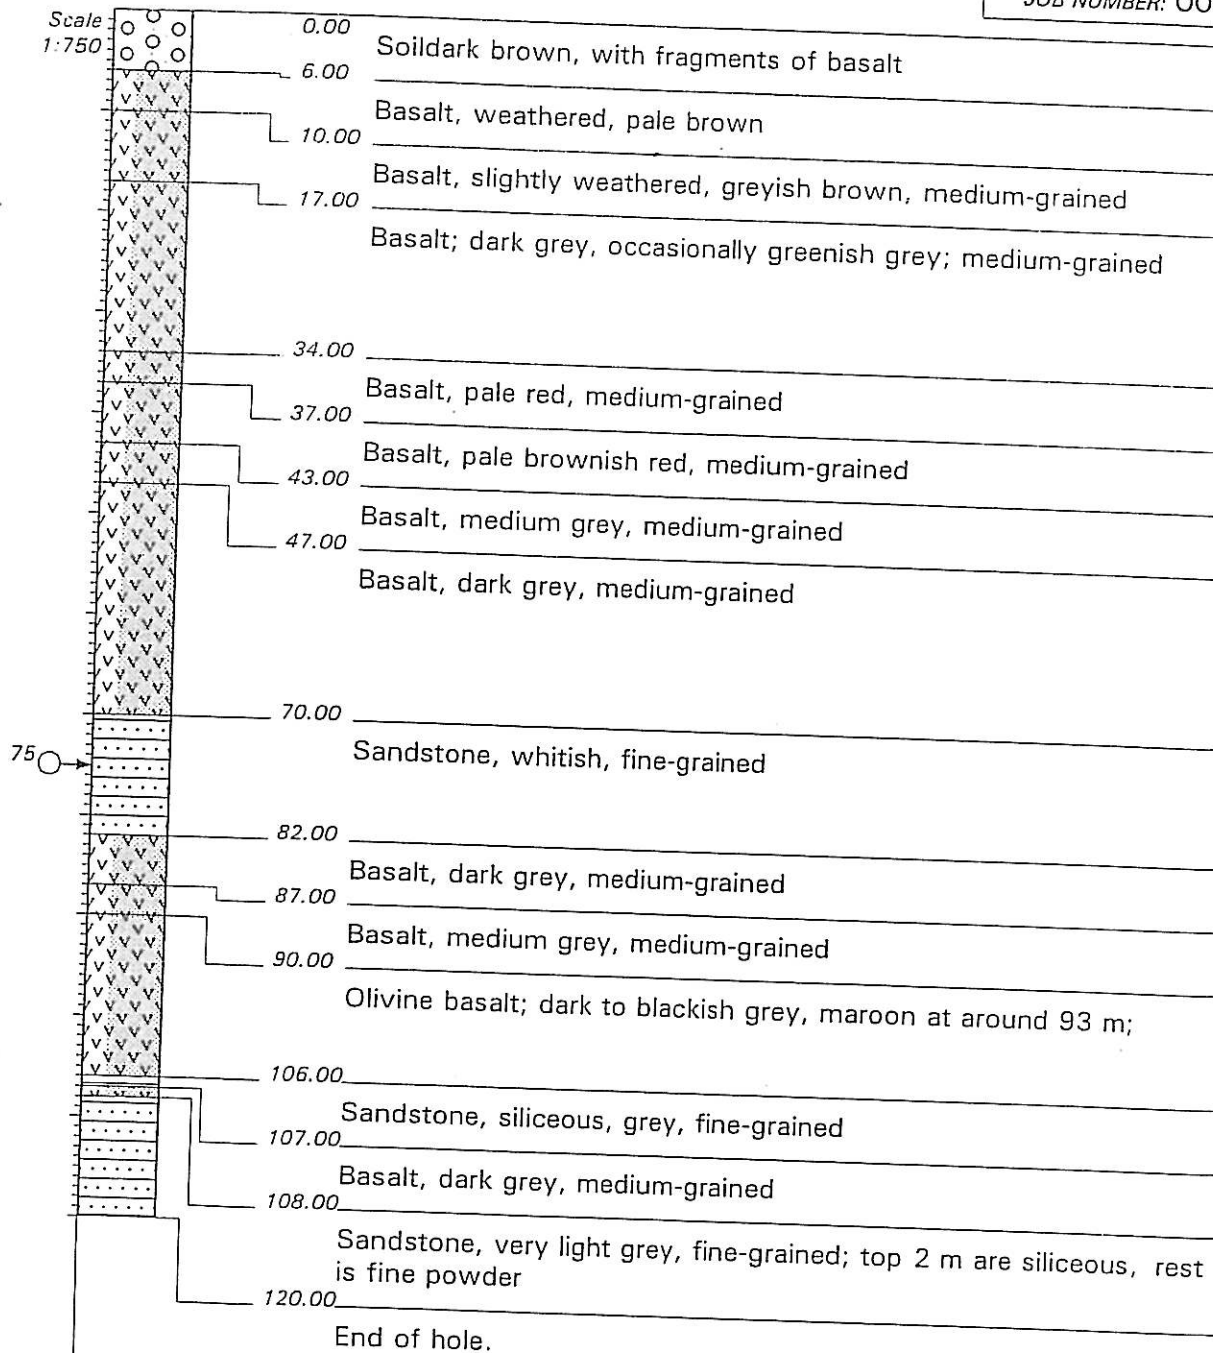 JOB NUMBER: 00
Scale
1:750
0.00
Soildark brown, with fragments of basalt
6.00
Basalt, weathered, pale brown
10.00
Basalt, slightly weathered, greyish brown, medium-grained
17.00
Basalt; dark grey, occasionally greenish grey; medium-grained
34.00
Basalt, pale red, medium-grained
37.00
Basalt, pale brownish red, medium-grained
43.00
Basalt, medium grey, medium-grained
47.00
Basalt, dark grey, medium-grained
70.00
75
Sandstone, whitish, fine-grained
82.00
Basalt, dark grey, medium-grained
87.00
Basalt, medium grey, medium-grained
90.00
Olivine basalt; dark to blackish grey, maroon at around 93 m;
106.00
Sandstone, siliceous, grey, fine-grained
107.00
Basalt, dark grey, medium-grained
108.00
Sandstone, very light grey, fine-grained; top 2 m are siliceous, rest
is fine powder
120.00
End of hole.